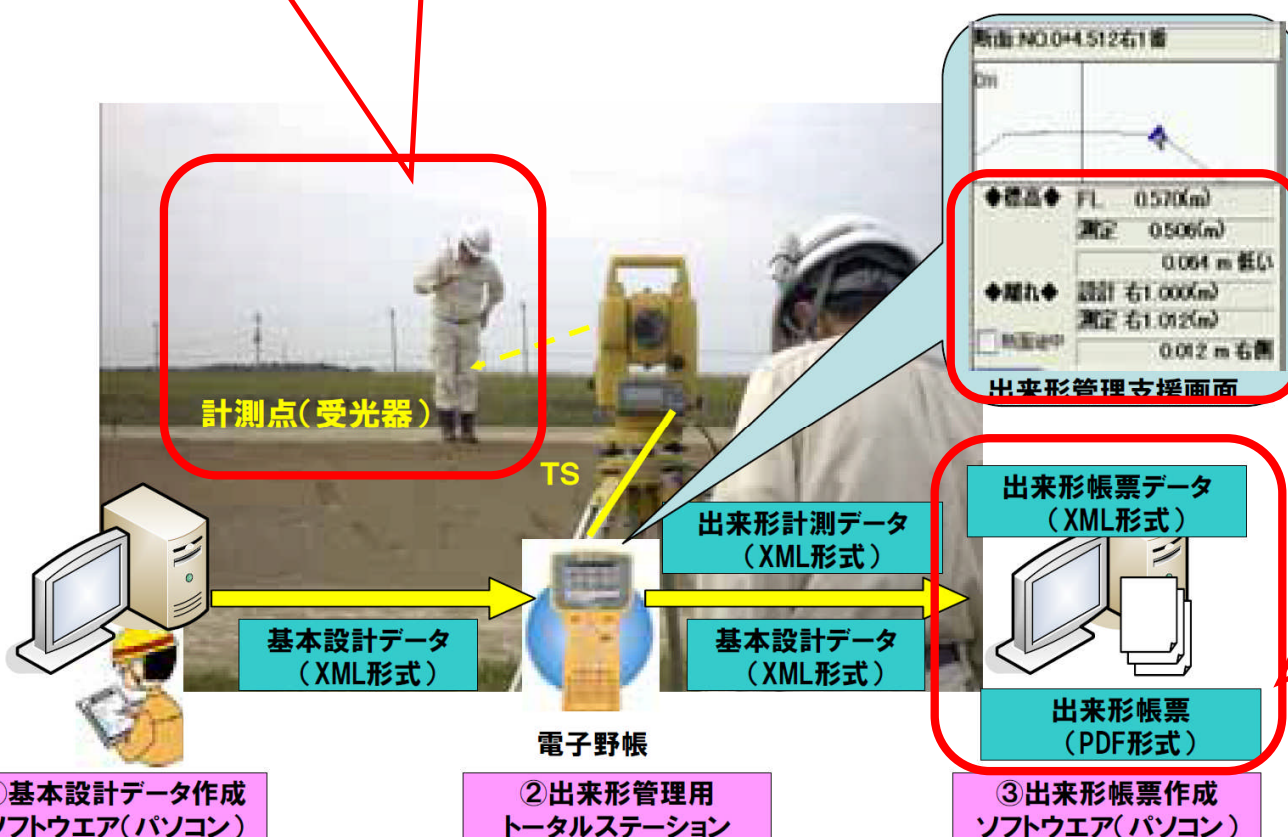 断面:NO.0+4.512右1番
◆標高◆ FL 0.570(m)
測定 0.506(m)
0.064 m 低い
◆離れ◆ 設計 右1.000(m)
測定 右1.012(m)
0.012 m 右側
出来形管理支援画面
計測点(受光器)
TS
出来形計測データ
(XML形式)
出来形帳票データ
(XML形式)
基本設計データ
(XML形式)
基本設計データ
(XML形式)
出来形帳票
(PDF形式)
電子野帳
基本設計データ作成
ソフトウエア(パソコン)
②出来形管理用
トータルステーション
③出来形帳票作成
ソフトウエア(パソコン)